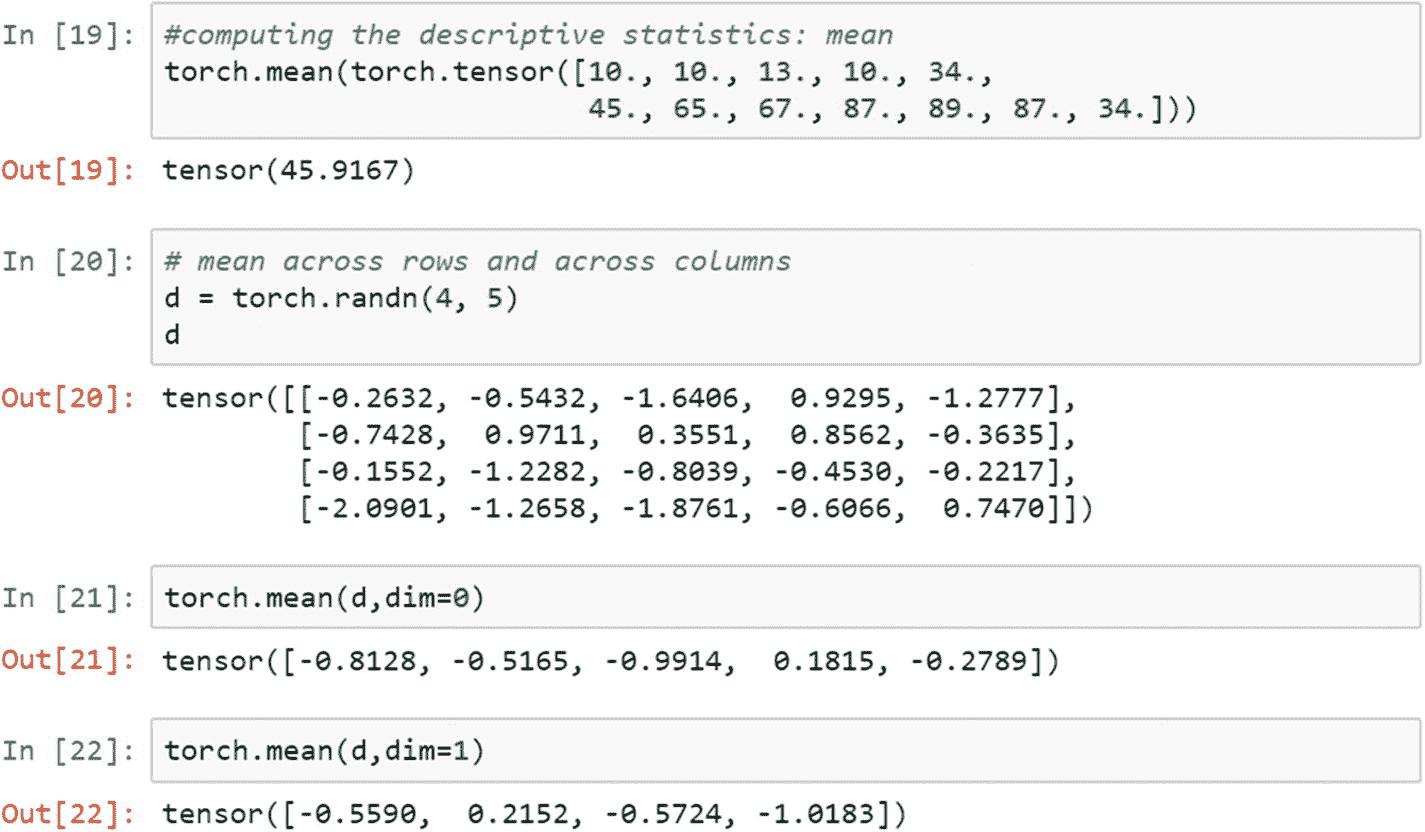 In [19]: #computing the descriptive statistics: mean
torch.mean(torch.tensor([10., 10., 13., 10., 34.,
45., 65., 67., 87., 89., 87., 34.]))
Out[19]: tensor(45.9167)
In [20]: # mean across rows and across columns
d = torch.randn(4, 5)
d
Out[20]: tensor([[-0.2632, -0.5432, -1.6406,  0.9295, -1.2777],
[-0.7428,  0.9711,  0.3551,  0.8562, -0.3635],
[-0.1552, -1.2282, -0.8039, -0.4530, -0.2217],
[-2.0901, -1.2658, -1.8761, -0.6066,  0.7470]])
In [21]: torch.mean(d,dim=0)
Out[21]: tensor([-0.8128, -0.5165, -0.9914,  0.1815, -0.2789])
In [22]: torch.mean(d,dim=1)
Out[22]: tensor([-0.5590,  0.2152, -0.5724, -1.0183])